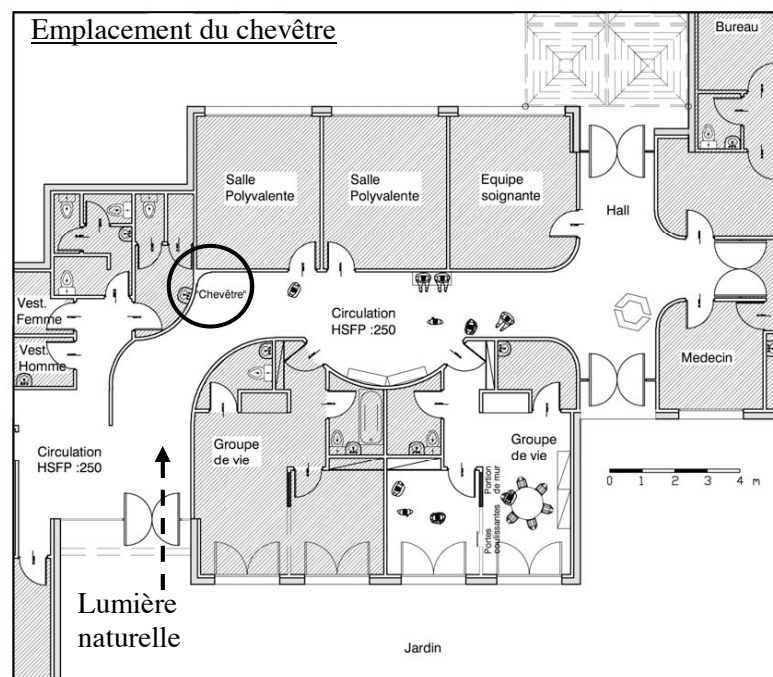 Emplacement du chevêtre
Bureau
Salle
Polyvalente
Salle
Polyvalente
Equipe
soignante
Hall
"Chevêtre"
Vest.
Femme
Circulation
HSFP :250
Vest.
Homme
Medecin
Circulation
HSFP :250
Groupe
de vie
Groupe
de vie
Portion
de mur
Portes
coulissantes
0 1 2 3 4 m
Lumière
naturelle
Jardin